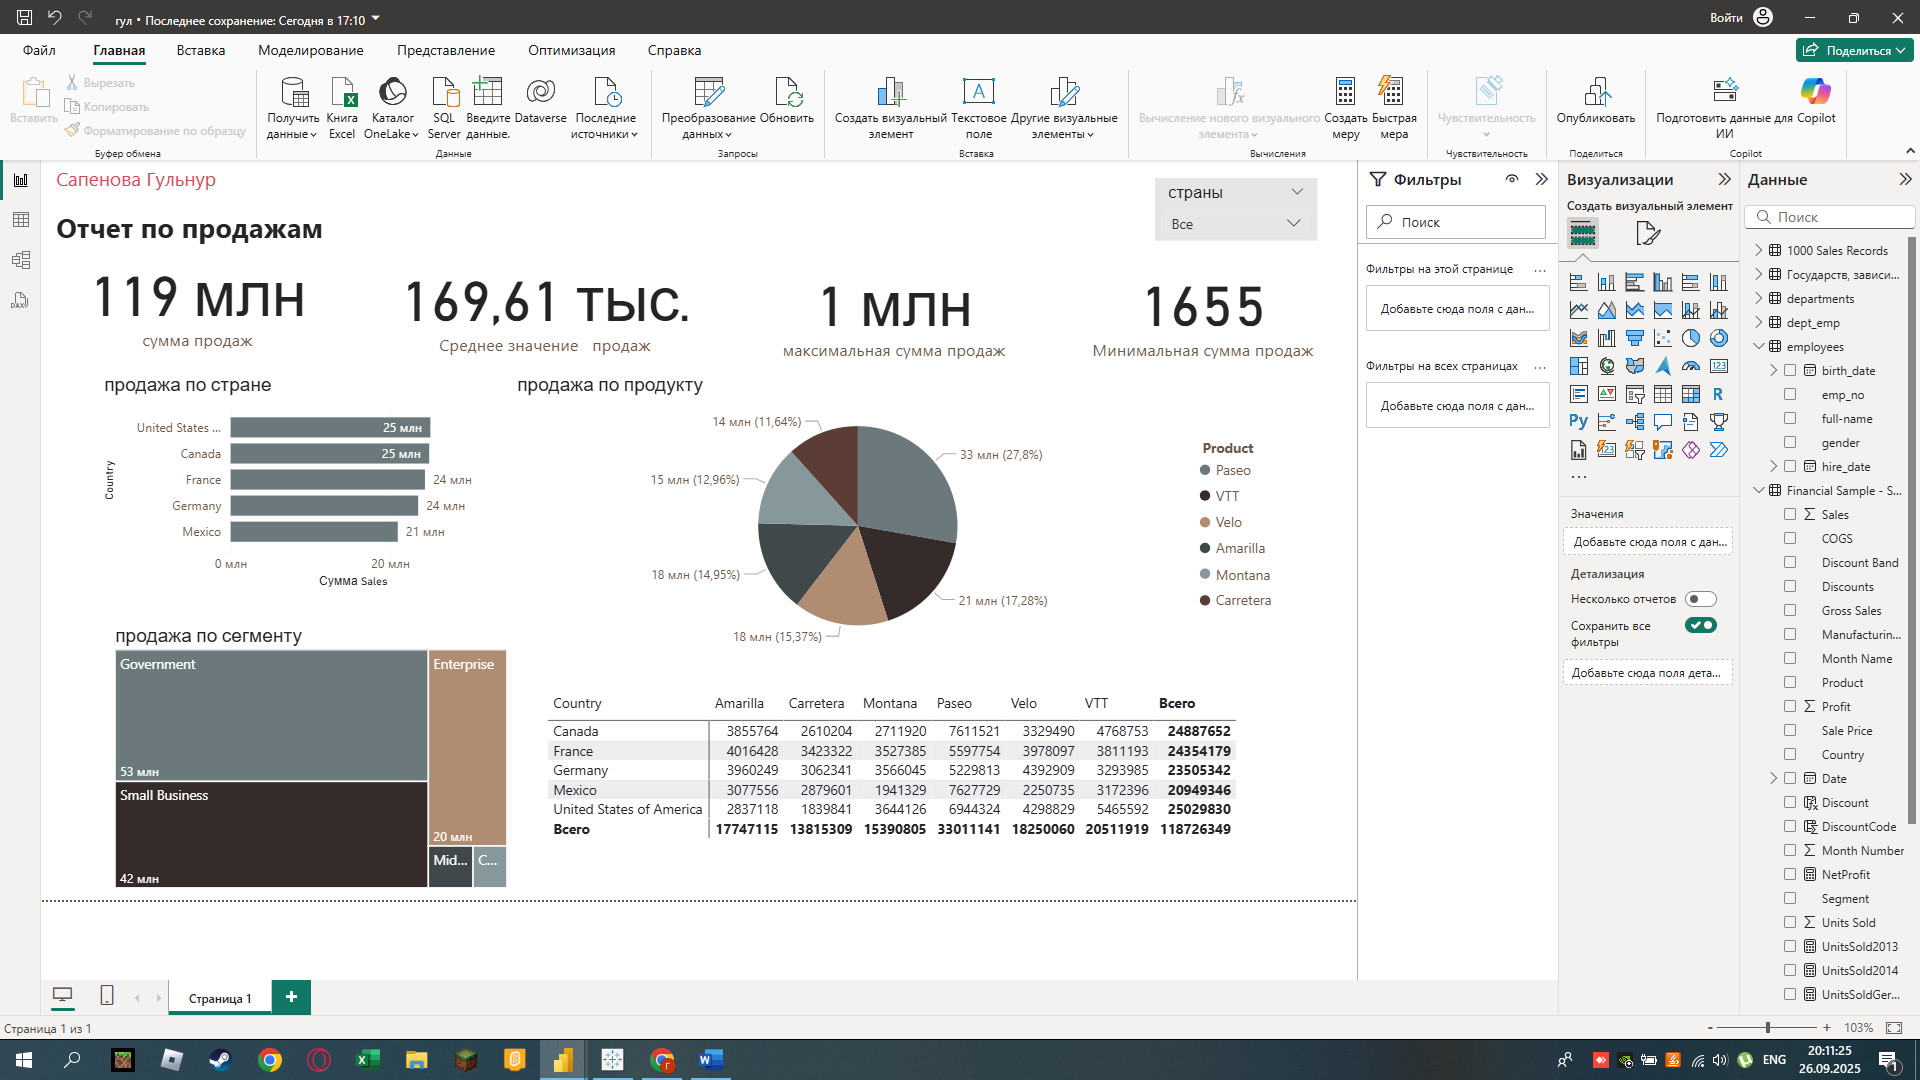 гул • Последнее сохранение: Сегодня в 17:10
Войти
Файл
Главная
Вставка
Моделирование
Представление
Оптимизация
Справка
Поделиться
Вставить
Вырезать
Копировать
Форматирование по образцу
Буфер обмена
Получить данные
Книга Excel
Каталог OneLake
SQL Server
Введите данные.
Dataverse
Последние источники
Данные
Преобразование данных
Обновить
Запросы
Создать визуальный элемент
Текстовое поле
Другие визуальные элементы
Вставка
Вычисление нового визуального элемента
Создать меру
Быстрая мера
Вычисления
Чувствительность
Чувствительность
Опубликовать
Поделиться
Подготовить данные для ИИ
Copilot
Copilot
Сапенова Гульнур
Отчет по продажам
страны
Все
119 млн
сумма продаж
169,61 тыс.
Среднее значение продаж
1 млн
максимальная сумма продаж
1655
Минимальная сумма продаж
продажа по стране
Country
United States ...
25 млн
Canada
25 млн
France
24 млн
Germany
24 млн
Mexico
21 млн
0 млн
20 млн
Сумма Sales
продажа по продукту
14 млн (11,64%)
33 млн (27,8%)
15 млн (12,96%)
18 млн (14,95%)
21 млн (17,28%)
18 млн (15,37%)
Product
Paseo
VTT
Velo
Amarilla
Montana
Carretera
продажа по сегменту
Government
53 млн
Small Business
42 млн
Enterprise
20 млн
Mid...
C...
Country Amarilla Carretera Montana Paseo Velo VTT Всего
Canada 3855764 2610204 2711920 7611521 3329490 4768753 24887652
France 4016428 3423322 3527385 5597754 3978097 3811193 24354179
Germany 3960249 3062341 3566045 5229813 4392909 3293985 23505342
Mexico 3077556 2879601 1941329 7627729 2250735 3172396 20949346
United States of America 2837118 1839841 3644126 6944324 4298829 5465592 25029830
Всего 17747115 13815309 15390805 33011141 18250060 20511919 118726349
Фильтры
Поиск
Фильтры на этой странице ...
Добавьте сюда поля с дан...
Фильтры на всех страницах ...
Добавьте сюда поля с дан...
Визуализации
Создать визуальный элемент
123
R
Py
123
...
Значения
Добавьте сюда поля с дан...
Детализация
Несколько отчетов
Сохранить все фильтры
Добавьте сюда поля дета...
Данные
Поиск
1000 Sales Records
Государств, зависи...
departments
dept_emp
employees
birth_date
emp_no
full-name
gender
hire_date
Financial Sample - S...
Sales
COGS
Discount Band
Discounts
Gross Sales
Manufacturin...
Month Name
Product
Profit
Sale Price
Country
Date
Discount
DiscountCode
Month Number
NetProfit
Segment
Units Sold
UnitsSold2013
UnitsSold2014
UnitsSoldGer...
Страница 1
Страница 1 из 1
- + 103%
ENG
20:11:25
26.09.2025
1